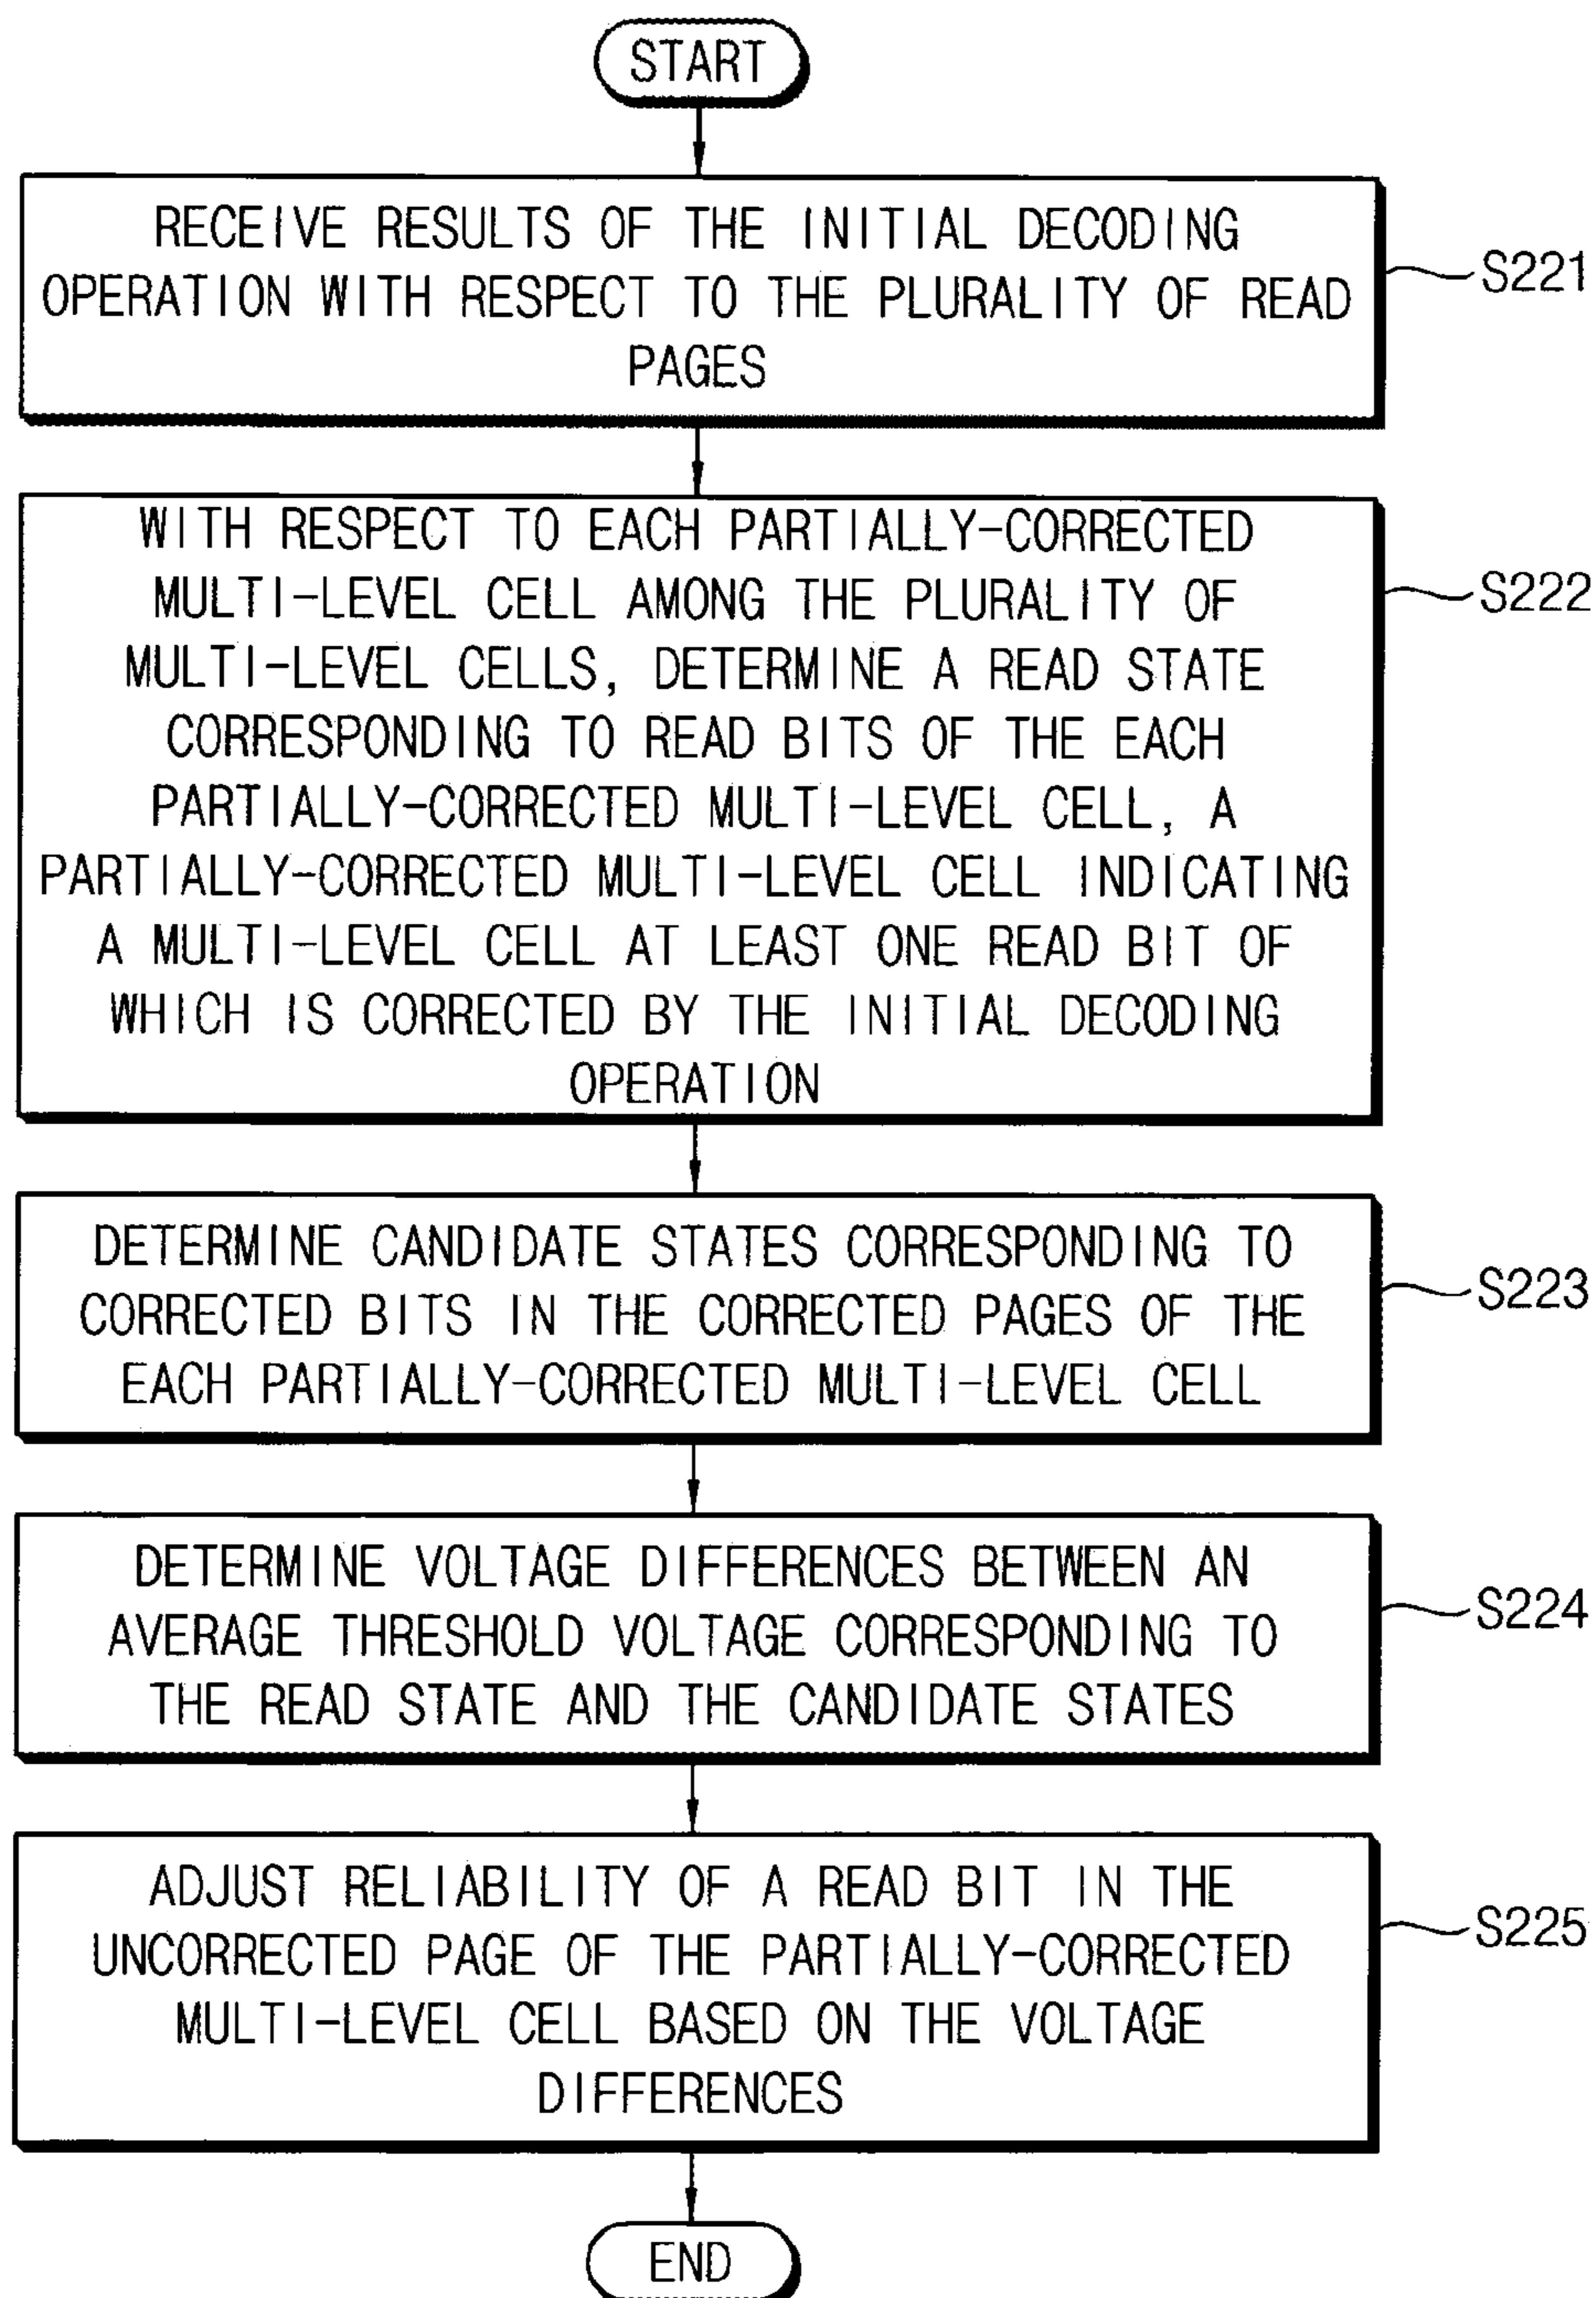 START
RECEIVE RESULTS OF THE INITIAL DECODING
OPERATION WITH RESPECT TO THE PLURALITY OF READ
PAGES
S221
WITH RESPECT TO EACH PARTIALLY-CORRECTED
MULTI-LEVEL CELL AMONG THE PLURALITY OF
MULTI-LEVEL CELLS, DETERMINE A READ STATE
CORRESPONDING TO READ BITS OF THE EACH
PARTIALLY-CORRECTED MULTI-LEVEL CELL, A
PARTIALLY-CORRECTED MULTI-LEVEL CELL INDICATING
A MULTI-LEVEL CELL AT LEAST ONE READ BIT OF
WHICH IS CORRECTED BY THE INITIAL DECODING
OPERATION
S222
DETERMINE CANDIDATE STATES CORRESPONDING TO
CORRECTED BITS IN THE CORRECTED PAGES OF THE
EACH PARTIALLY-CORRECTED MULTI-LEVEL CELL
S223
DETERMINE VOLTAGE DIFFERENCES BETWEEN AN
AVERAGE THRESHOLD VOLTAGE CORRESPONDING TO
THE READ STATE AND THE CANDIDATE STATES
S224
ADJUST RELIABILITY OF A READ BIT IN THE
UNCORRECTED PAGE OF THE PARTIALLY-CORRECTED
MULTI-LEVEL CELL BASED ON THE VOLTAGE
DIFFERENCES
S225
END